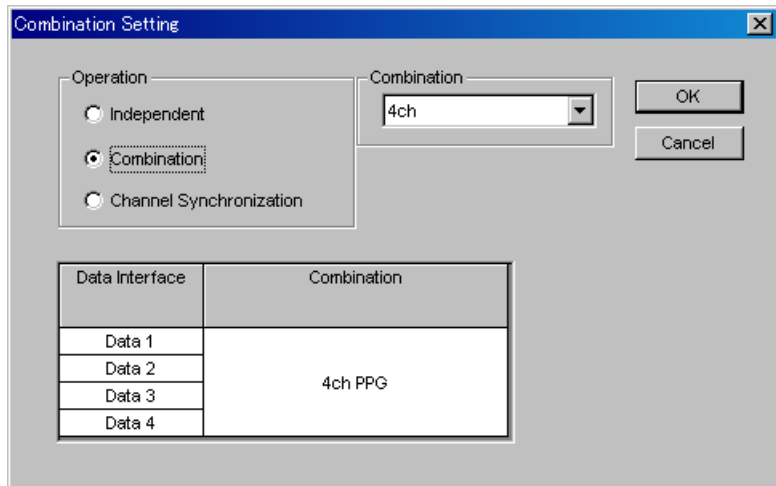 Combination Setting
Operation
Independent
Combination
Channel Synchronization
Combination
4ch
OK
Cancel
Data Interface
Combination
Data 1
Data 2
Data 3
Data 4
4ch PPG